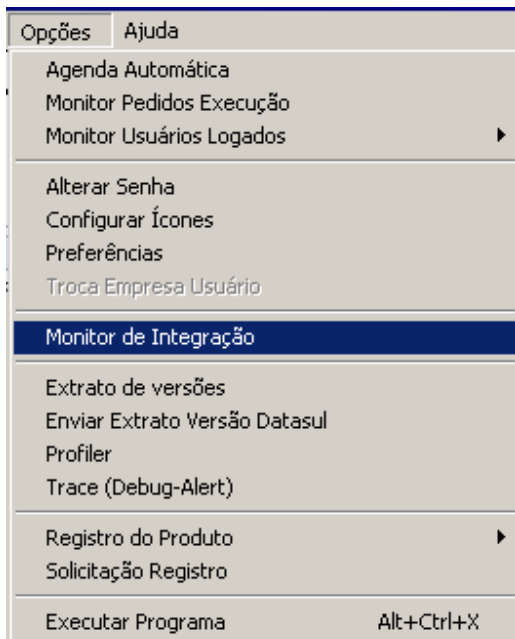 Opções Ajuda
Agenda Automática
Monitor Pedidos Execução
Monitor Usuários Logados
Alterar Senha
Configurar Ícones
Preferências
Troca Empresa Usuário
Monitor de Integração
Extrato de versões
Enviar Extrato Versão Datasul
Profiler
Trace (Debug-Alert)
Registro do Produto
Solicitação Registro
Executar Programa Alt+Ctrl+X